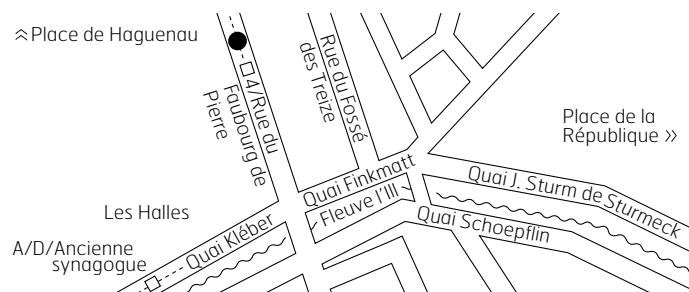 Place de Haguenau
4/Rue du
Faubourg de
Pierre
Rue du Fossé
des Treize
Place de la
République »
Quai Finkmatt
Quai J. Sturm de Sturmeck
Fleuve l'Ill
Les Halles
Quai Kléber
Quai Schoepflin
A/D/Ancienne
synagogue